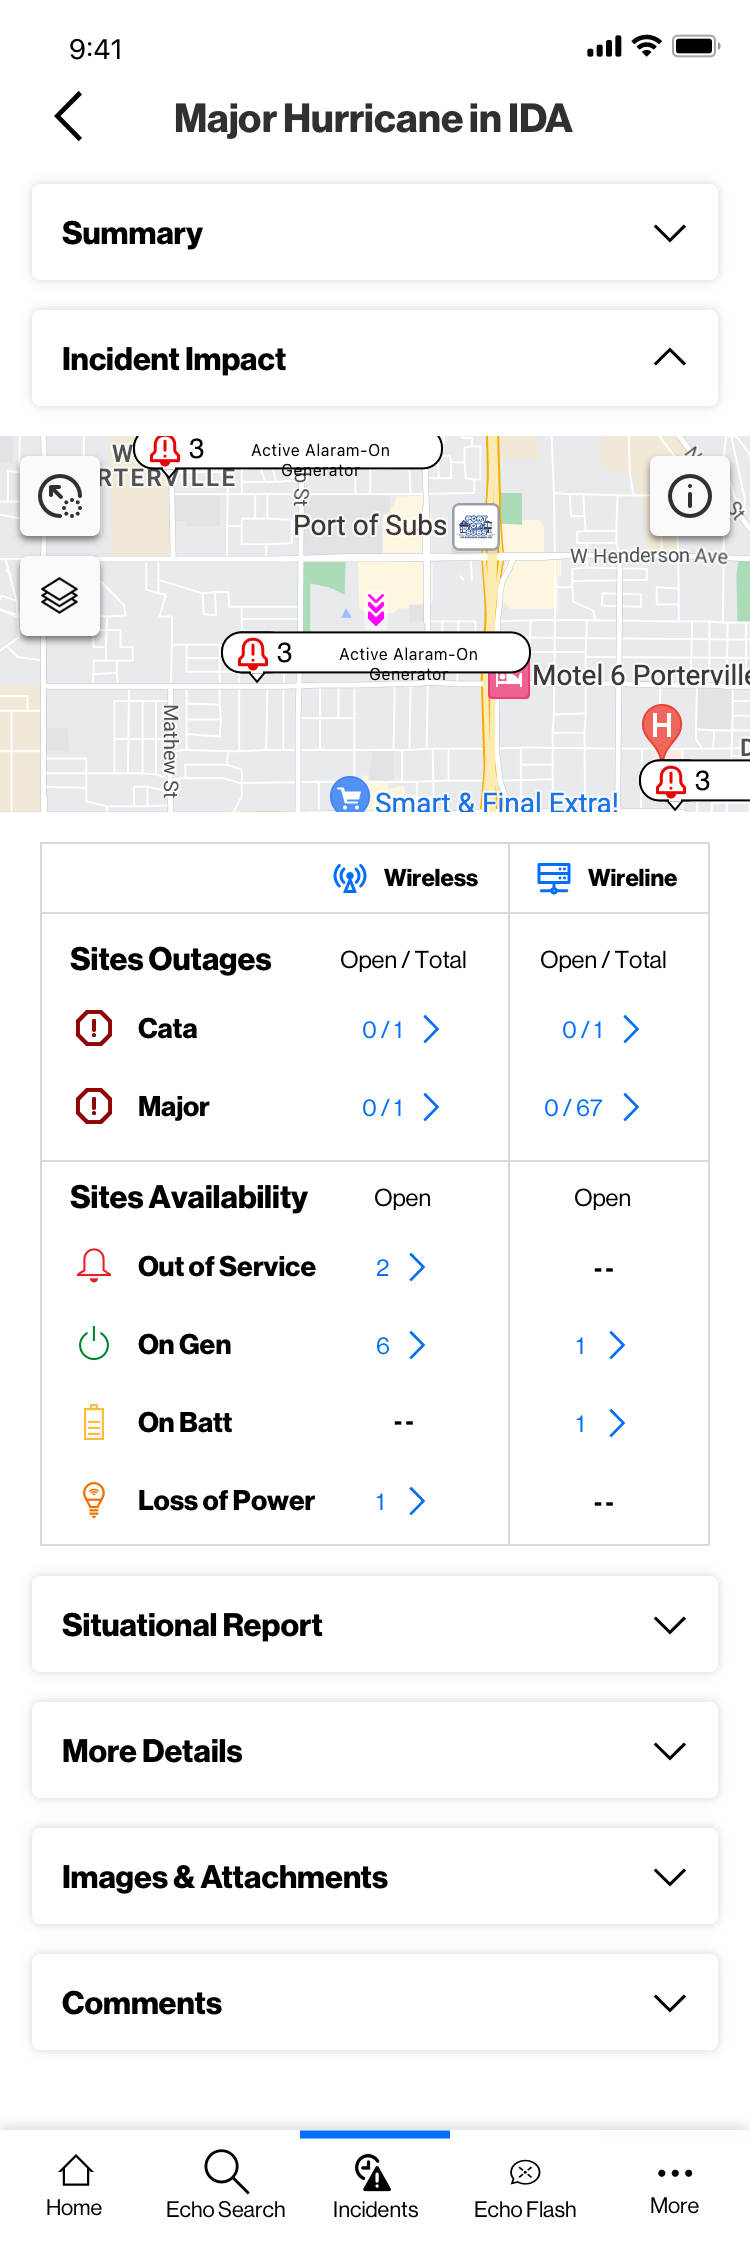 9:41
Major Hurricane in IDA
Summary
Incident Impact
3 Active Alaram-On
Generator
W
RTERVILLE
St
Port of Subs
W Henderson Ave
3 Active Alaram-On
Generator
Motel 6 Porterville
Mathew St
H
D
3
Smart & Final Extra!
Wireless Wireline
Sites Outages Open / Total Open / Total
Cata 0 / 1 0 / 1
Major 0 / 1 0 / 67
Sites Availability Open Open
Out of Service 2 --
On Gen 6 1
On Batt -- 1
Loss of Power 1 --
Situational Report
More Details
Images & Attachments
Comments
Home Echo Search Incidents Echo Flash More